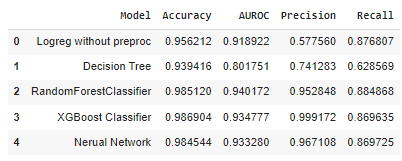 Model Accuracy AUROC Precision Recall
0 Logreg without preproc 0.956212 0.918922 0.577560 0.876807
1 Decision Tree 0.939416 0.801751 0.741283 0.628569
2 RandomForestClassifier 0.985120 0.940172 0.952848 0.884868
3 XGBoost Classifier 0.986904 0.934777 0.999172 0.869635
4 Nerual Network 0.984544 0.933280 0.967108 0.869725